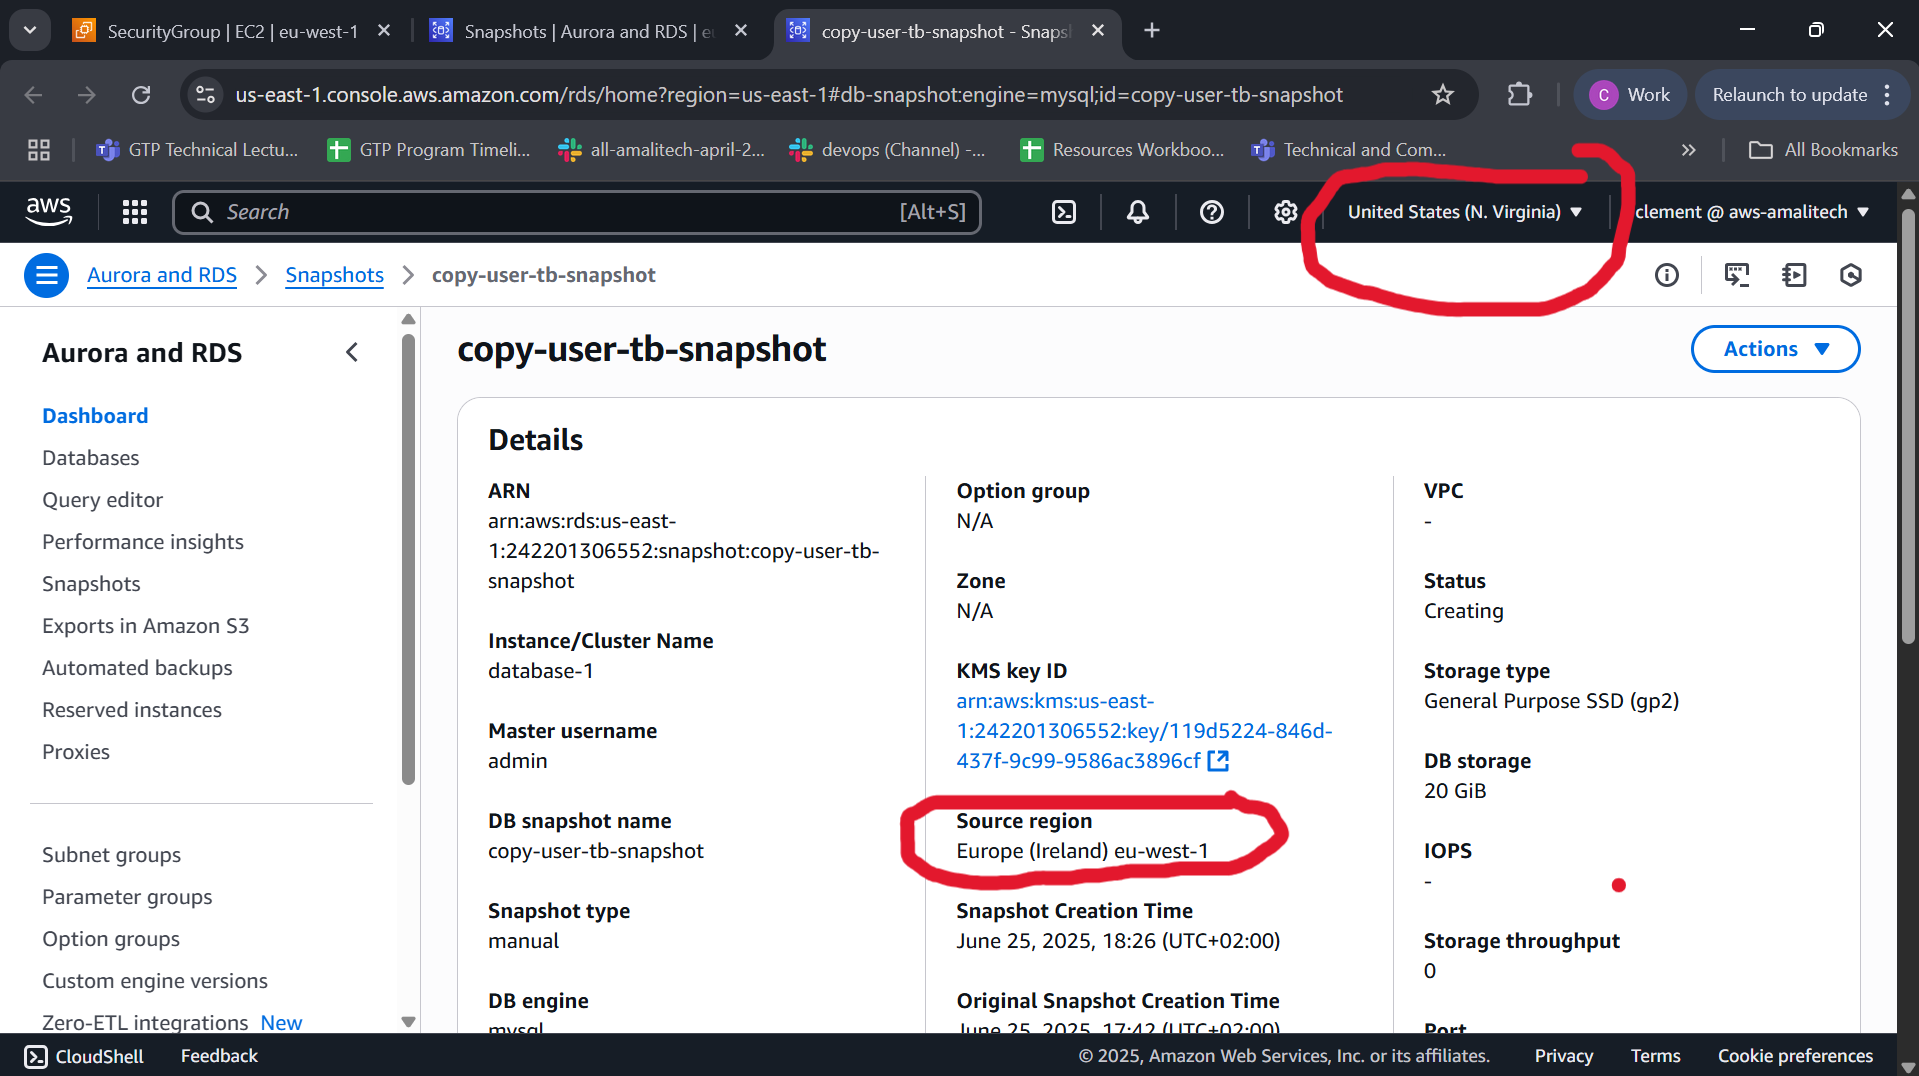 SecurityGroup | EC2 | eu-west-1
Snapshots | Aurora and RDS |
copy-user-tb-snapshot -
us-east-1.console.aws.amazon.com/rds/home?region=us-east-1#db-snapshot:engine=mysql;id=copy-user-tb-snapshot
C Work
Relaunch to update
GTP Technical Lectu...
GTP Program Timeli...
all-amalitech-april-2...
devops (Channel) -...
Resources Workboo...
Technical and Com...
All Bookmarks
aws
Search [Alt+S]
United States (N. Virginia)
clement @ aws-amalitech
Aurora and RDS > Snapshots > copy-user-tb-snapshot
Aurora and RDS
Dashboard
Databases
Query editor
Performance insights
Snapshots
Exports in Amazon S3
Automated backups
Reserved instances
Proxies
Subnet groups
Parameter groups
Option groups
Custom engine versions
Zero-ETL integrations New
copy-user-tb-snapshot
Actions
Details
ARN
arn:aws:rds:us-east-
1:242201306552:snapshot:copy-user-tb-
snapshot
Instance/Cluster Name
database-1
Master username
admin
DB snapshot name
copy-user-tb-snapshot
Snapshot type
manual
DB engine
mysql
Option group
N/A
Zone
N/A
KMS key ID
arn:aws:kms:us-east-
1:242201306552:key/119d5224-846d-
437f-9c99-9586ac3896cf
Source region
Europe (Ireland) eu-west-1
Snapshot Creation Time
June 25, 2025, 18:26 (UTC+02:00)
Original Snapshot Creation Time
June 25, 2025, 17:42 (UTC+02:00)
VPC
-
Status
Creating
Storage type
General Purpose SSD (gp2)
DB storage
20 GiB
IOPS
-
Storage throughput
0
Port
CloudShell
Feedback
© 2025, Amazon Web Services, Inc. or its affiliates.
Privacy
Terms
Cookie preferences